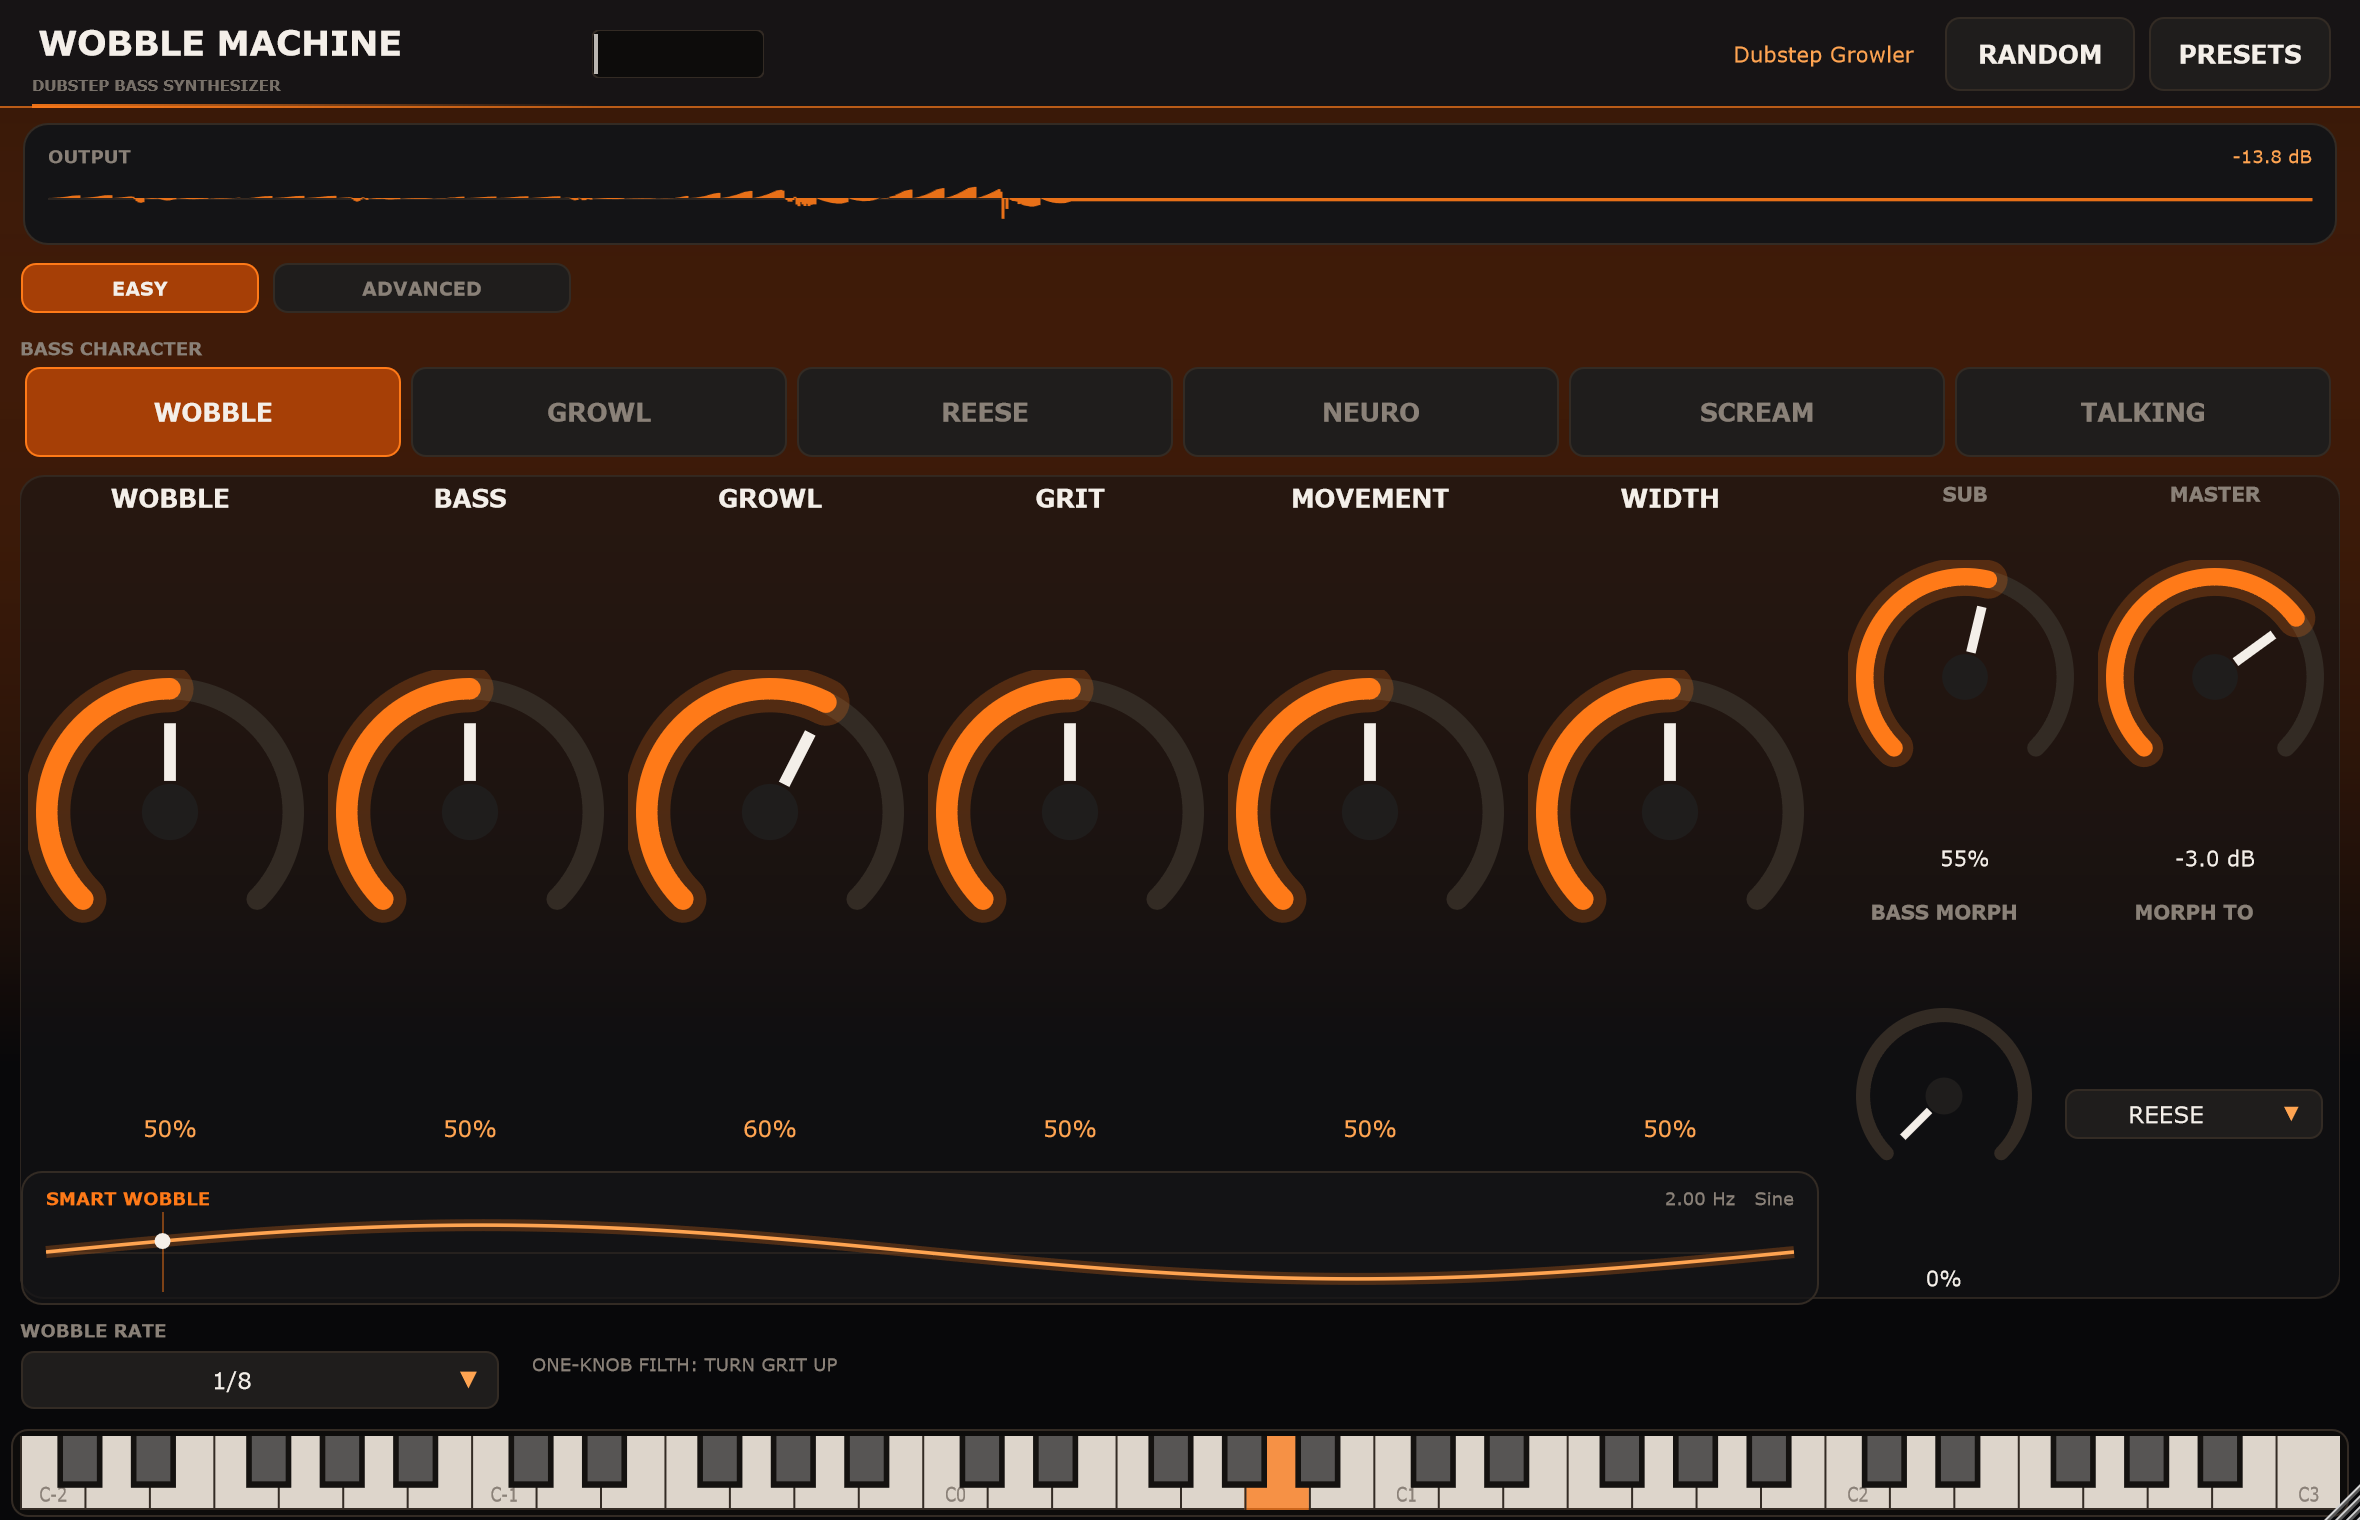 WOBBLE MACHINE
DUBSTEP BASS SYNTHESIZER
Dubstep Growler
RANDOM
PRESETS
OUTPUT
-13.8 dB
EASY
ADVANCED
BASS CHARACTER
WOBBLE
GROWL
REESE
NEURO
SCREAM
TALKING
WOBBLE
BASS
GROWL
GRIT
MOVEMENT
WIDTH
SUB
MASTER
55%
-3.0 dB
BASS MORPH
MORPH TO
50%
50%
60%
50%
50%
50%
REESE
SMART WOBBLE
2.00 Hz
Sine
0%
WOBBLE RATE
1/8
ONE-KNOB FILTH: TURN GRIT UP
C-2
C-1
C0
C1
C2
C3